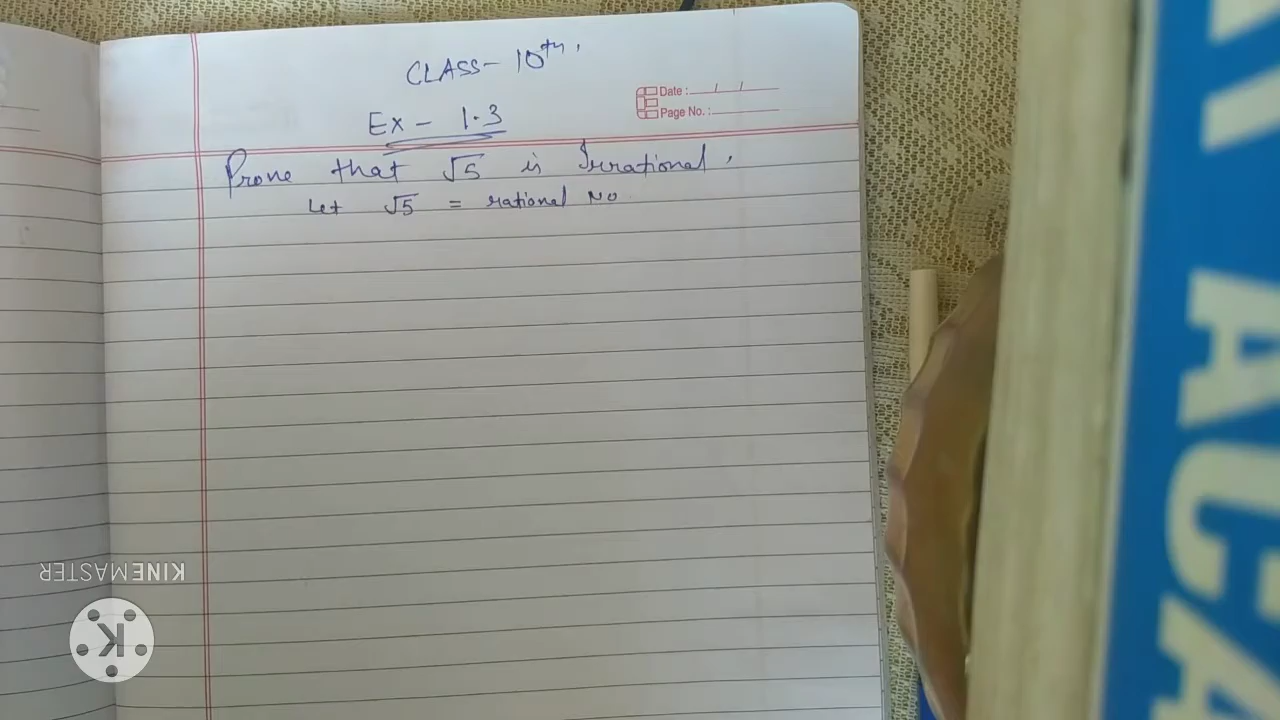 CLASS - 10th.
Date : / /
Page No. :
Ex - 1.3
Prove that √5 is Irrational.
Let √5 = rational No
KINEMASTER
K